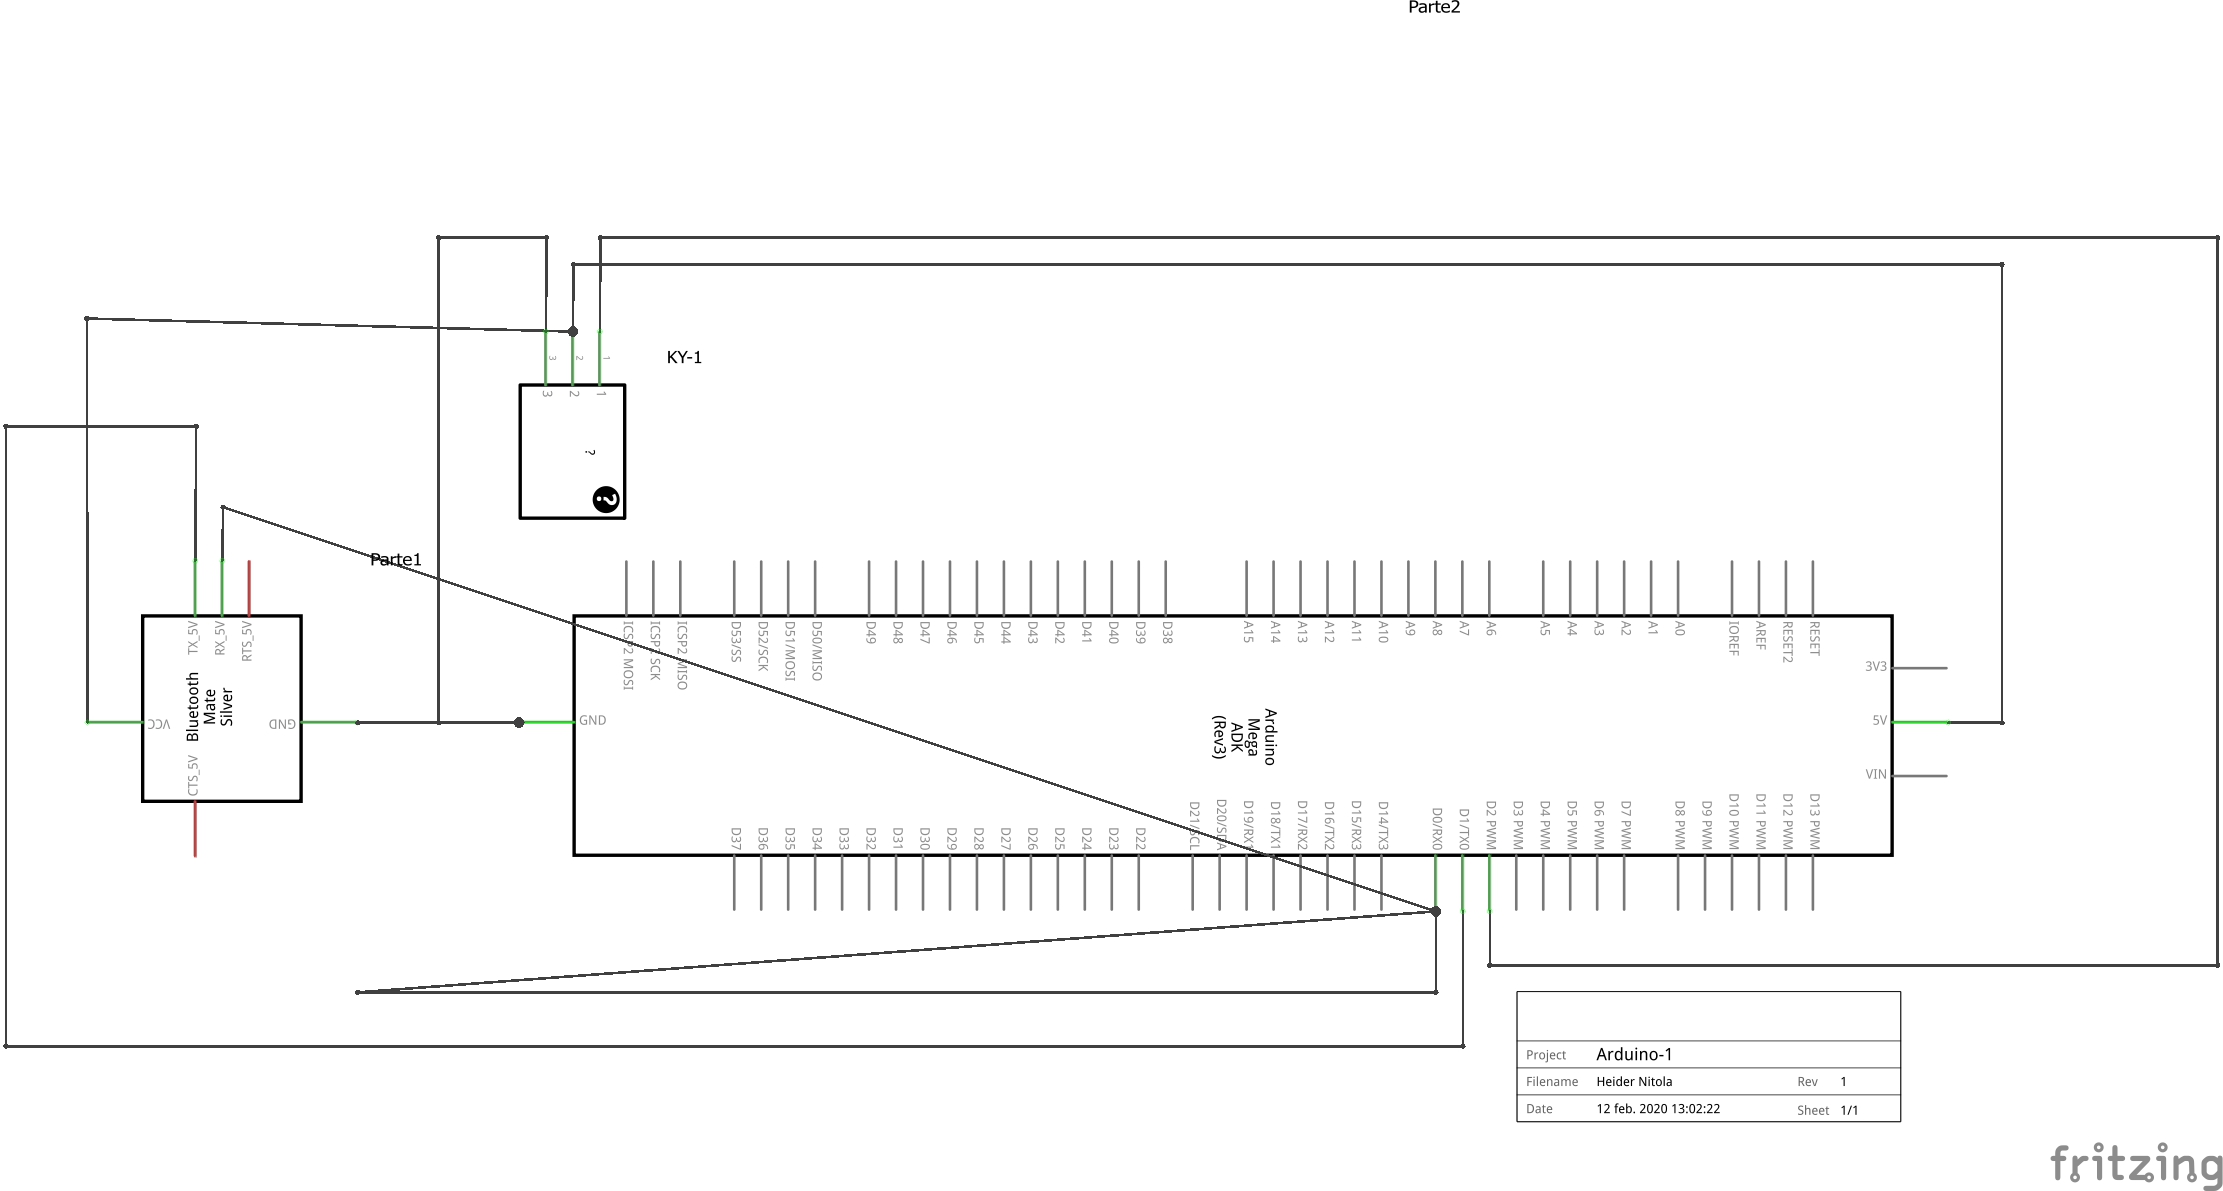 Parte2
KY-1
3
2
1
3
2
1
?
Parte1
TX_5V
RX_5V
RTS_5V
VCC
GND
CTS_5V
Bluetooth
Mate
Silver
ICSP2 MOSI
ICSP2 SCK
ICSP2 MISO
D53/SS
D52/SCK
D51/MOSI
D50/MISO
D49
D48
D47
D46
D45
D44
D43
D42
D41
D40
D39
D38
A15
A14
A13
A12
A11
A10
A9
A8
A7
A6
A5
A4
A3
A2
A1
A0
IOREF
AREF
RESET2
RESET
GND
3V3
5V
VIN
Arduino
Mega
ADK
(Rev3)
D37
D36
D35
D34
D33
D32
D31
D30
D29
D28
D27
D26
D25
D24
D23
D22
D21/SCL
D20/SDA
D19/RX1
D18/TX1
D17/RX2
D16/TX2
D15/RX3
D14/TX3
D0/RX0
D1/TX0
D2 PWM
D3 PWM
D4 PWM
D5 PWM
D6 PWM
D7 PWM
D8 PWM
D9 PWM
D10 PWM
D11 PWM
D12 PWM
D13 PWM
Project Arduino-1
Filename Heider Nitola Rev 1
Date 12 feb. 2020 13:02:22 Sheet 1/1
fritzing